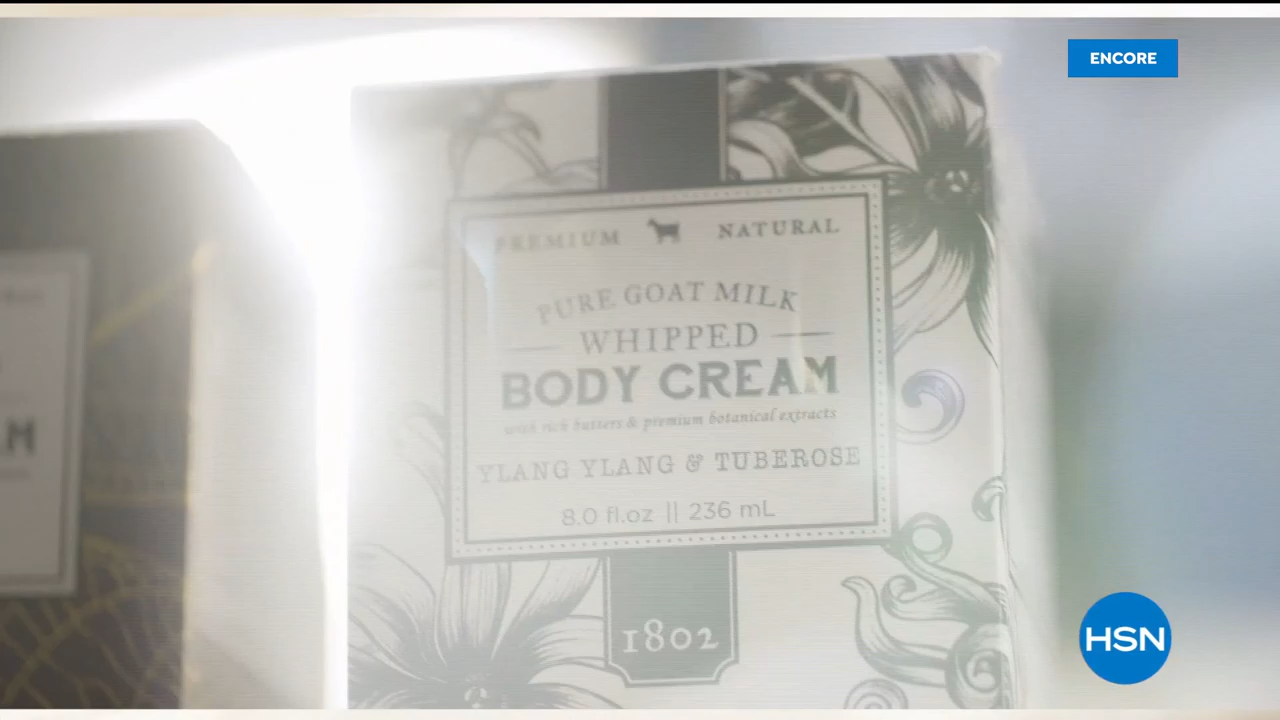 ENCORE
PREMIUM NATURAL
PURE GOAT MILK
WHIPPED
BODY CREAM
with rich butters & premium botanical extracts
YLANG YLANG & TUBEROSE
8.0 fl.oz || 236 mL
1802
M
HSN